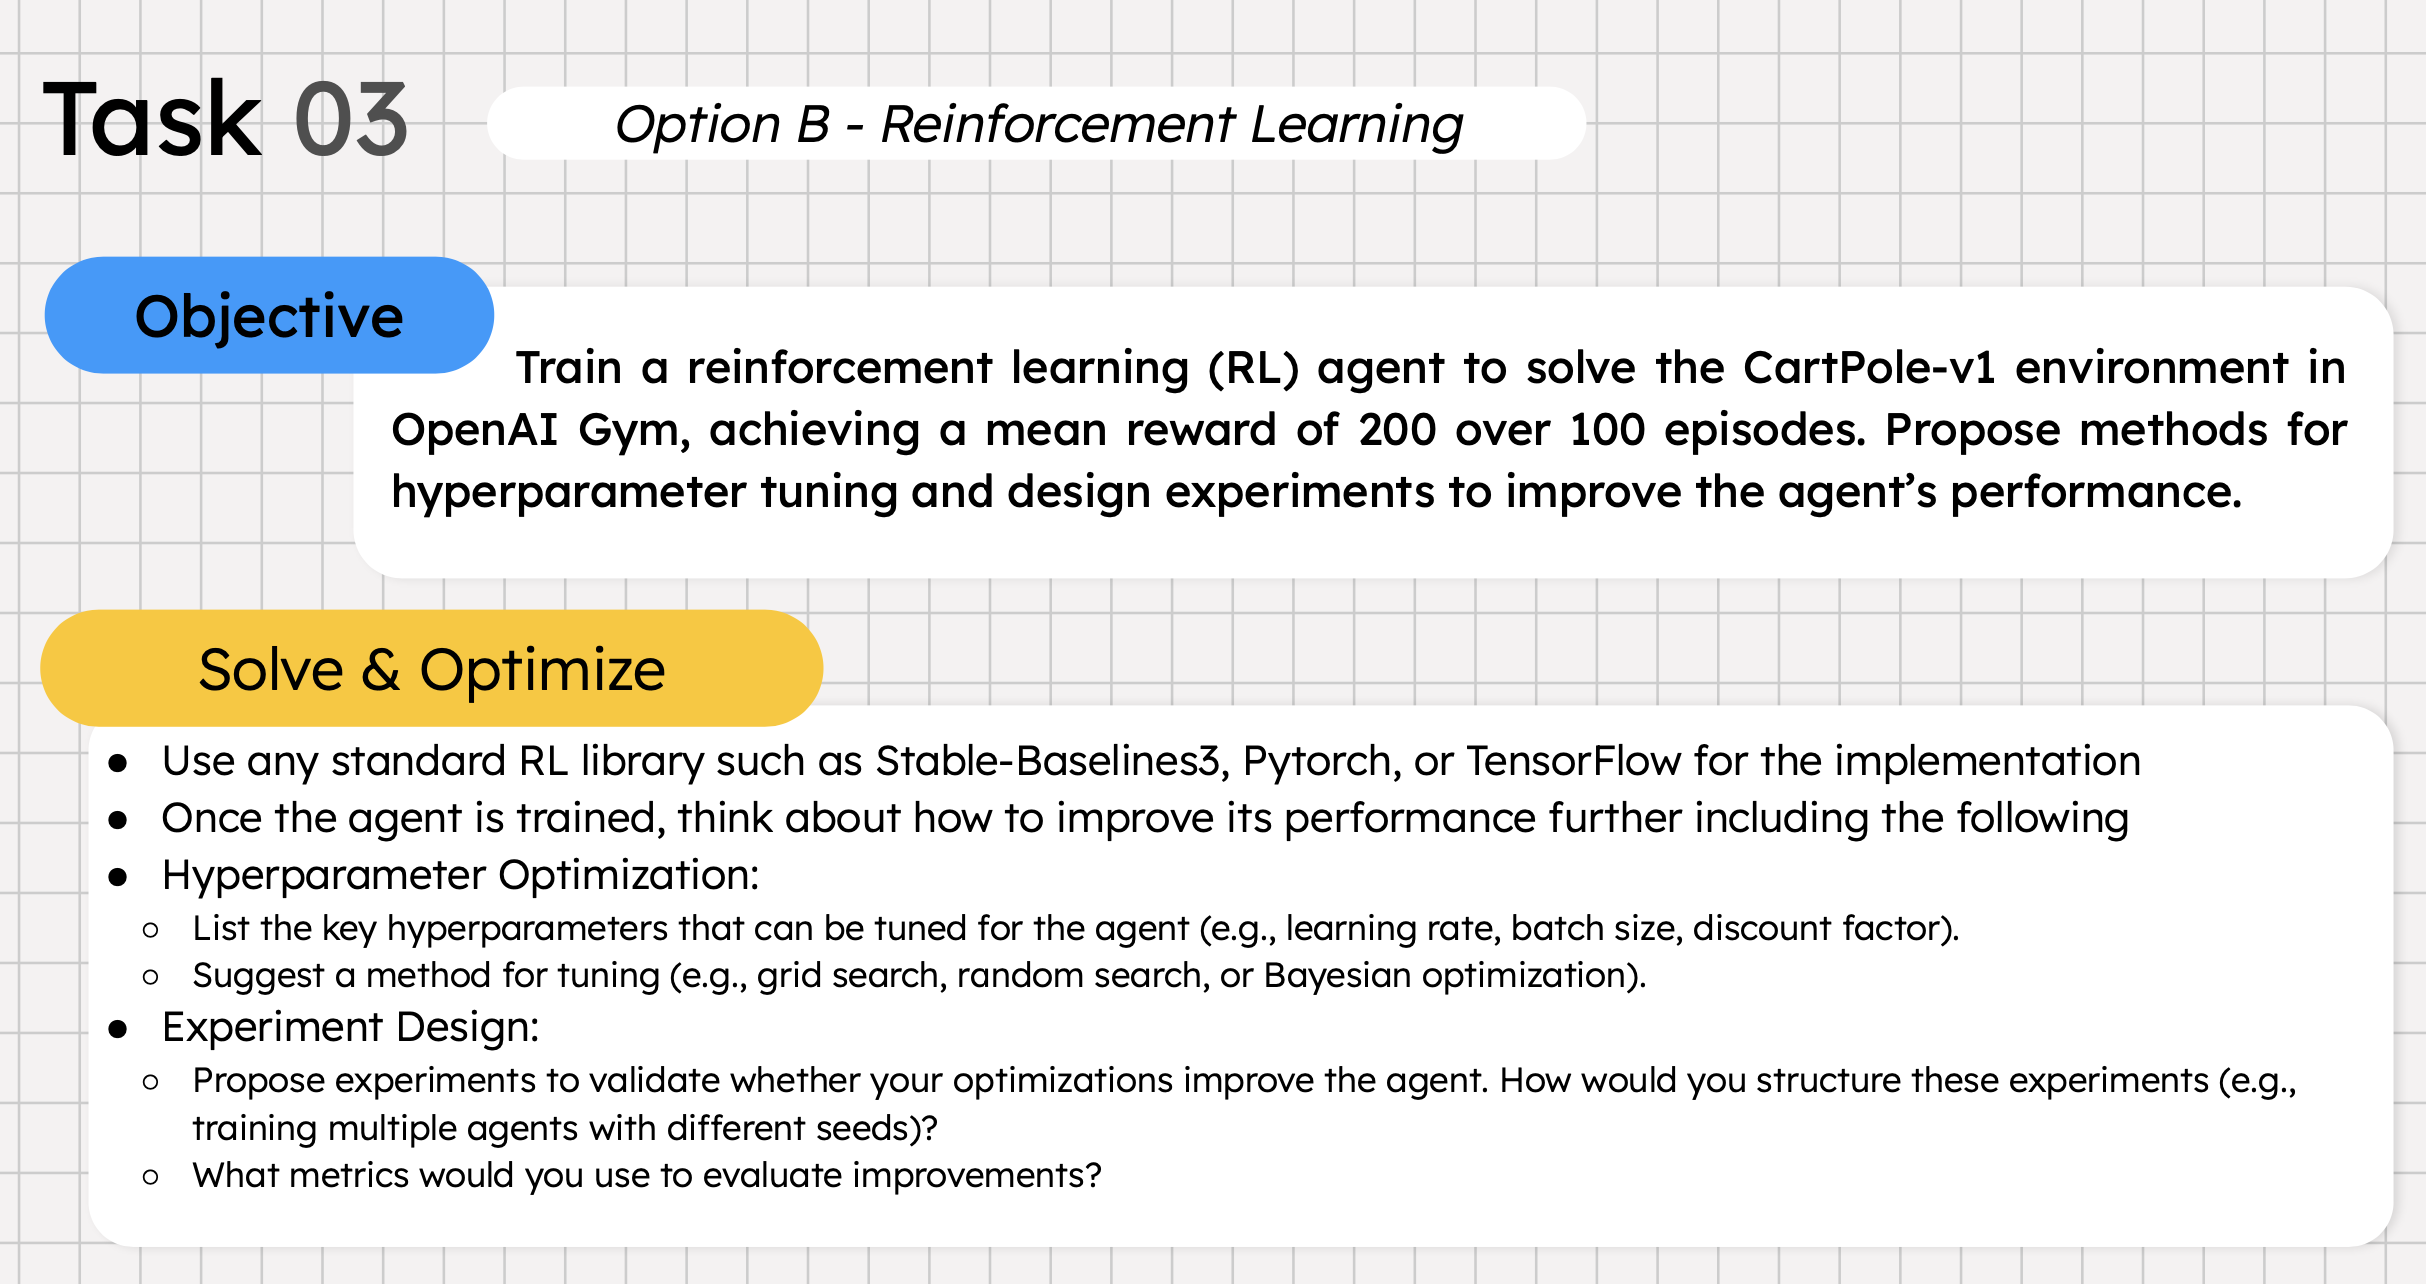 Task 03
Option B - Reinforcement Learning
Objective
Train a reinforcement learning (RL) agent to solve the CartPole-v1 environment in
OpenAI Gym, achieving a mean reward of 200 over 100 episodes. Propose methods for
hyperparameter tuning and design experiments to improve the agent’s performance.
Solve & Optimize
● Use any standard RL library such as Stable-Baselines3, Pytorch, or TensorFlow for the implementation
● Once the agent is trained, think about how to improve its performance further including the following
● Hyperparameter Optimization:
○ List the key hyperparameters that can be tuned for the agent (e.g., learning rate, batch size, discount factor).
○ Suggest a method for tuning (e.g., grid search, random search, or Bayesian optimization).
● Experiment Design:
○ Propose experiments to validate whether your optimizations improve the agent. How would you structure these experiments (e.g.,
training multiple agents with different seeds)?
○ What metrics would you use to evaluate improvements?